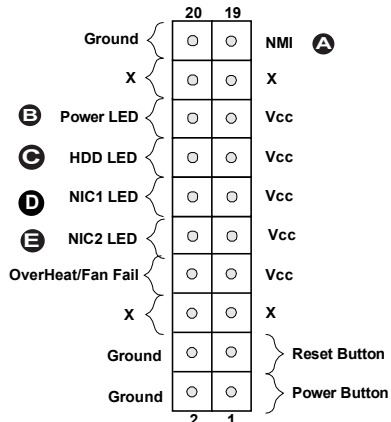 20 19
Ground NMI A
X X
B Power LED Vcc
C HDD LED Vcc
D NIC1 LED Vcc
E NIC2 LED Vcc
OverHeat/Fan Fail Vcc
X X
Ground Reset Button
Ground Power Button
2 1